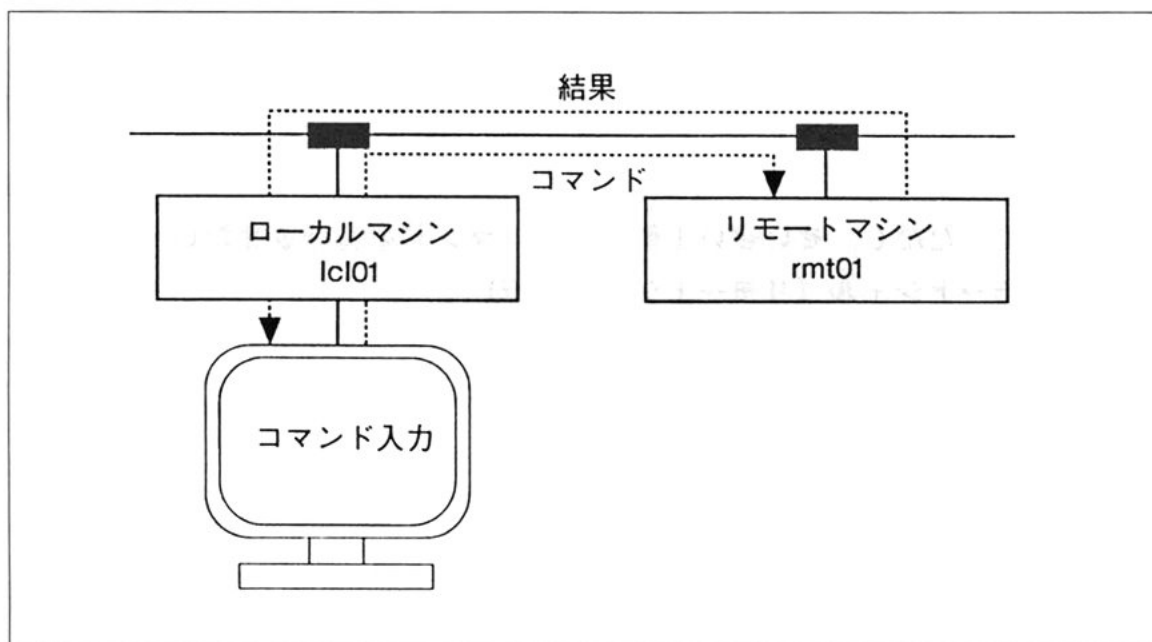 結果
コマンド
ローカルマシン
lcl01
リモートマシン
rmt01
コマンド入力